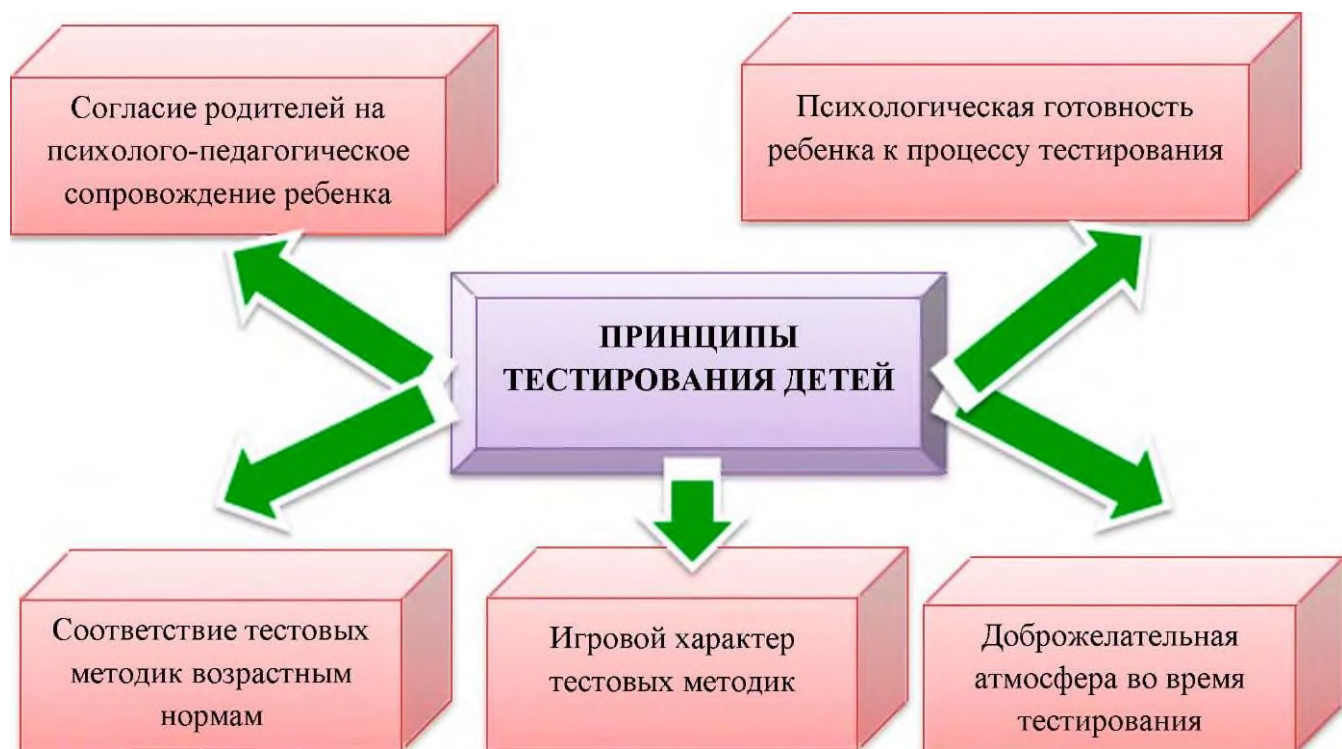 Согласие родителей на
психолого-педагогическое
сопровождение ребенка
Психологическая готовность
ребенка к процессу тестирования
ПРИНЦИПЫ
ТЕСТИРОВАНИЯ ДЕТЕЙ
Соответствие тестовых
методик возрастным
нормам
Игровой характер
тестовых методик
Доброжелательная
атмосфера во время
тестирования